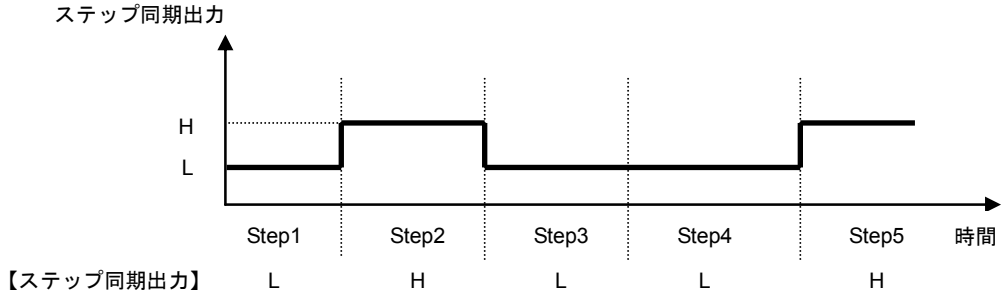 ステップ同期出力
H
L
Step1 Step2 Step3 Step4 Step5 時間
【ステップ同期出力】 L H L L H